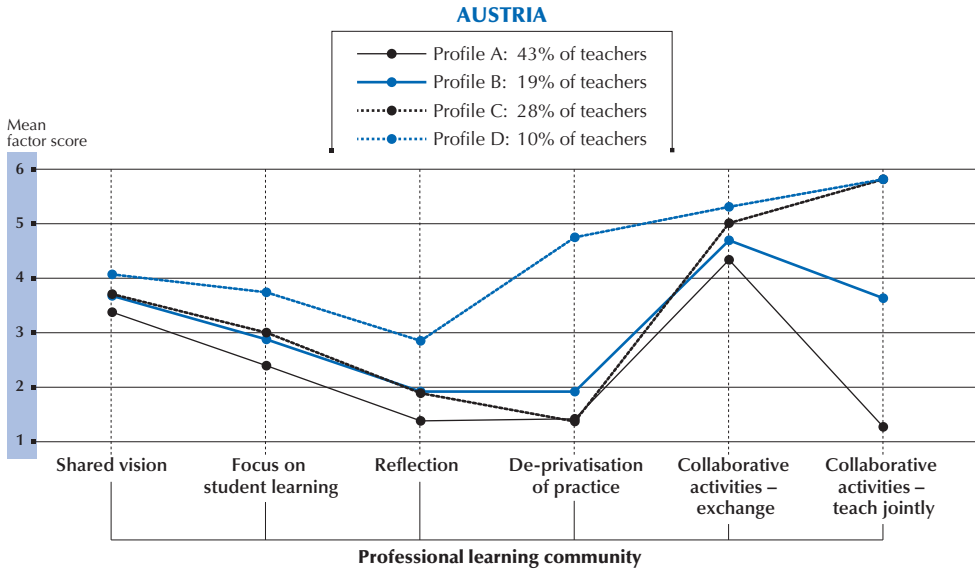 AUSTRIA
Profile A: 43% of teachers
Profile B: 19% of teachers
Profile C: 28% of teachers
Profile D: 10% of teachers
Mean
factor score
6
5
4
3
2
1
Shared vision
Focus on
student learning
Reflection
De-privatisation
of practice
Collaborative
activities –
exchange
Collaborative
activities –
teach jointly
Professional learning community